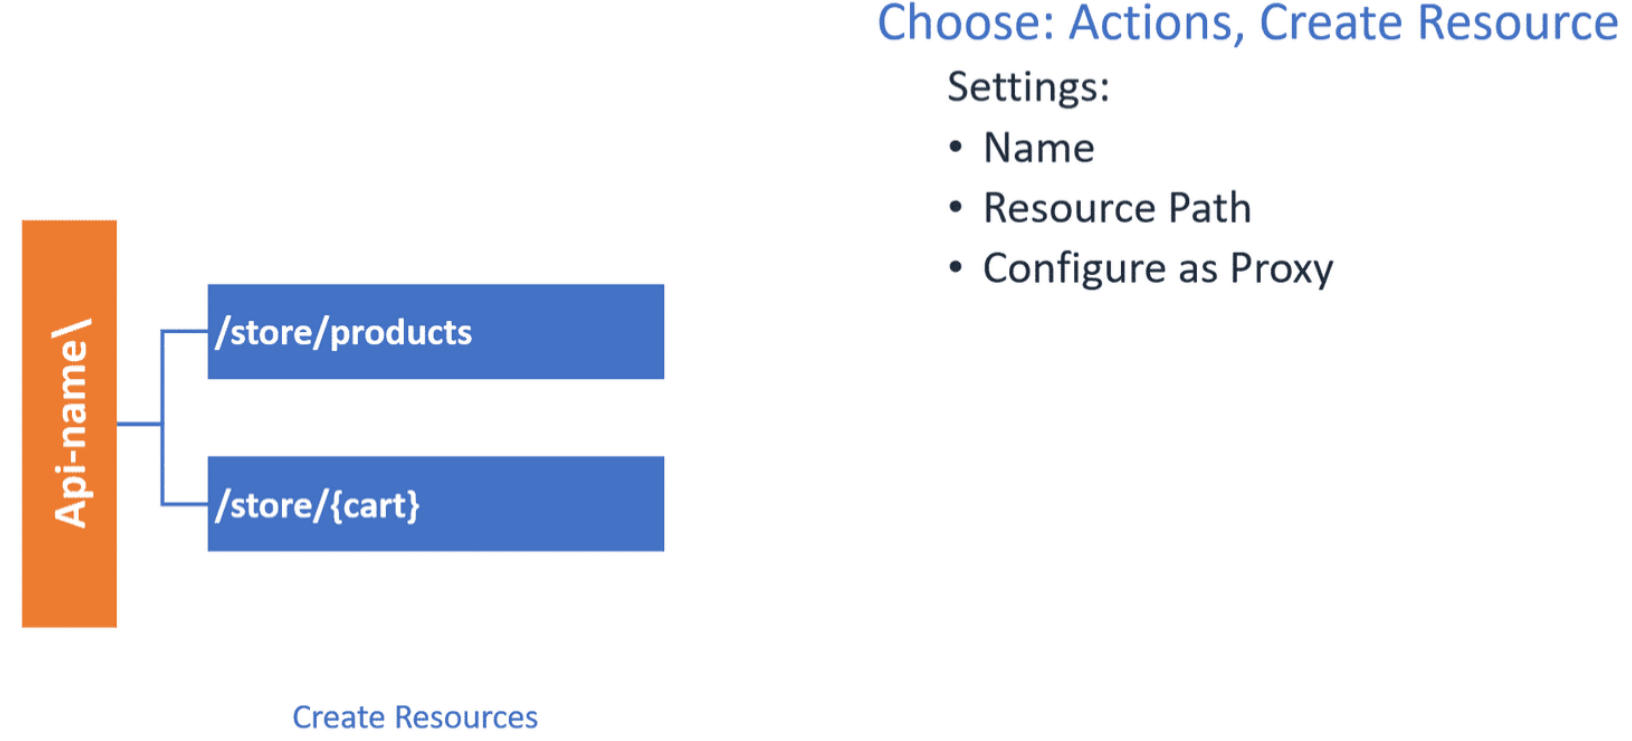 Choose: Actions, Create Resource
Settings:
• Name
• Resource Path
• Configure as Proxy
Api-name\
/store/products
/store/{cart}
Create Resources